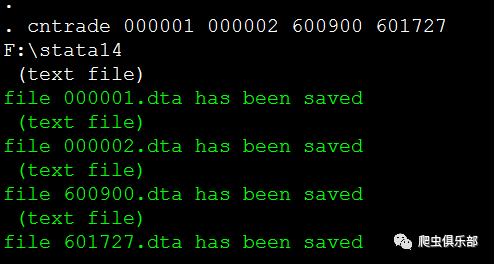 .
. cntrade 000001 000002 600900 601727
F:\stata14
(text file)
file 000001.dta has been saved
(text file)
file 000002.dta has been saved
(text file)
file 600900.dta has been saved
(text file)
file 601727.dta has been saved
爬虫俱乐部